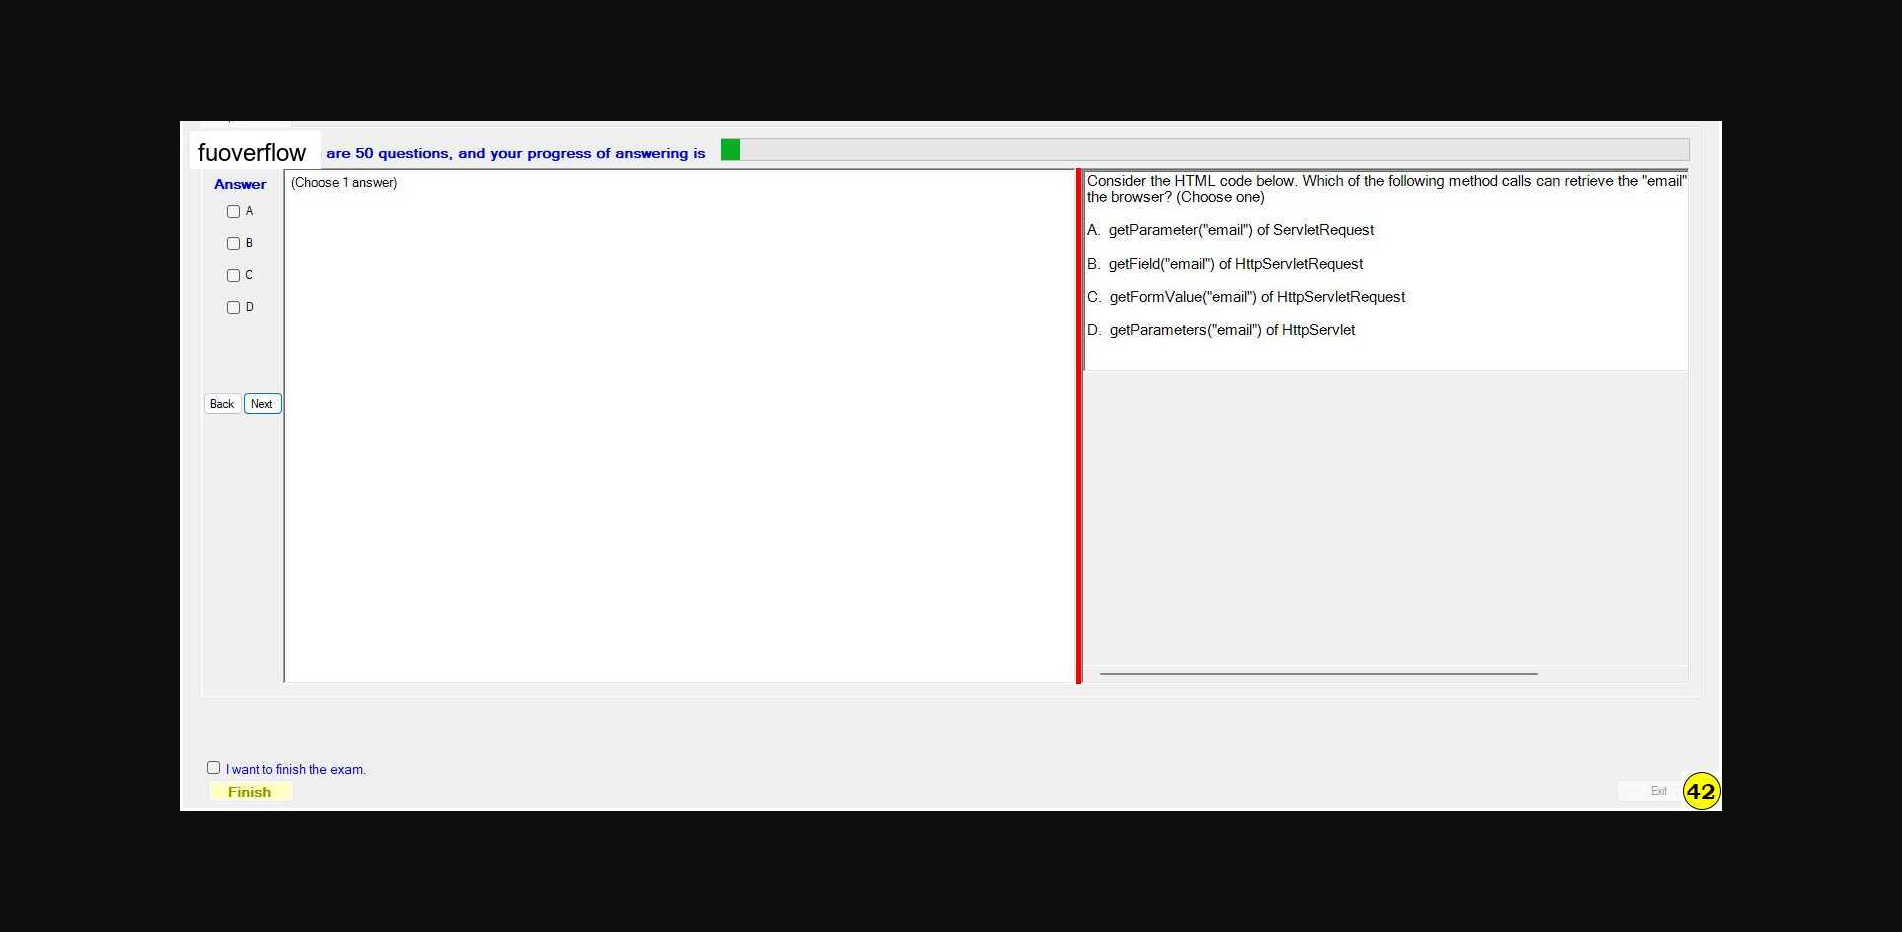 fuoverflow are 50 questions, and your progress of answering is
Answer
(Choose 1 answer)
A
B
C
D
Back Next
Consider the HTML code below. Which of the following method calls can retrieve the "email"
the browser? (Choose one)
A. getParameter("email") of ServletRequest
B. getField("email") of HttpServletRequest
C. getFormValue("email") of HttpServletRequest
D. getParameters("email") of HttpServlet
I want to finish the exam.
Finish
Exit
42